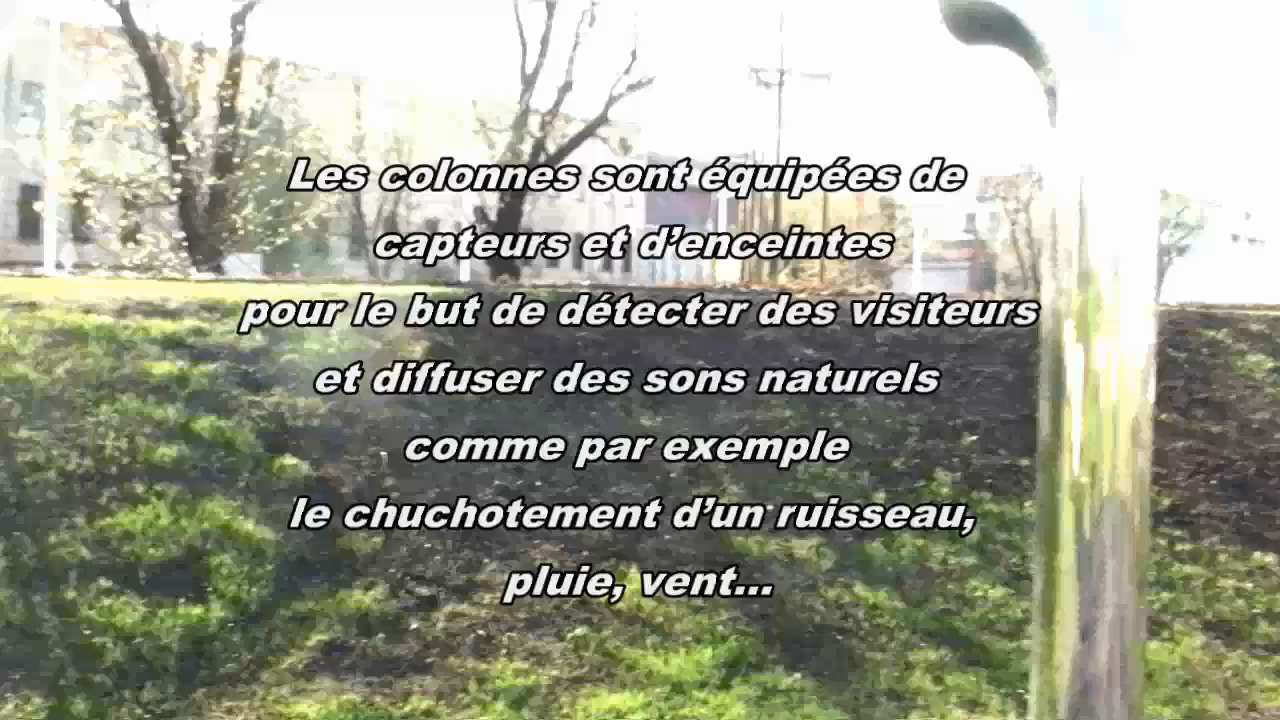 Les colonnes sont équipées de
capteurs et d’enceintes
pour le but de détecter des visiteurs
et diffuser des sons naturels
comme par exemple
le chuchotement d’un ruisseau,
pluie, vent...